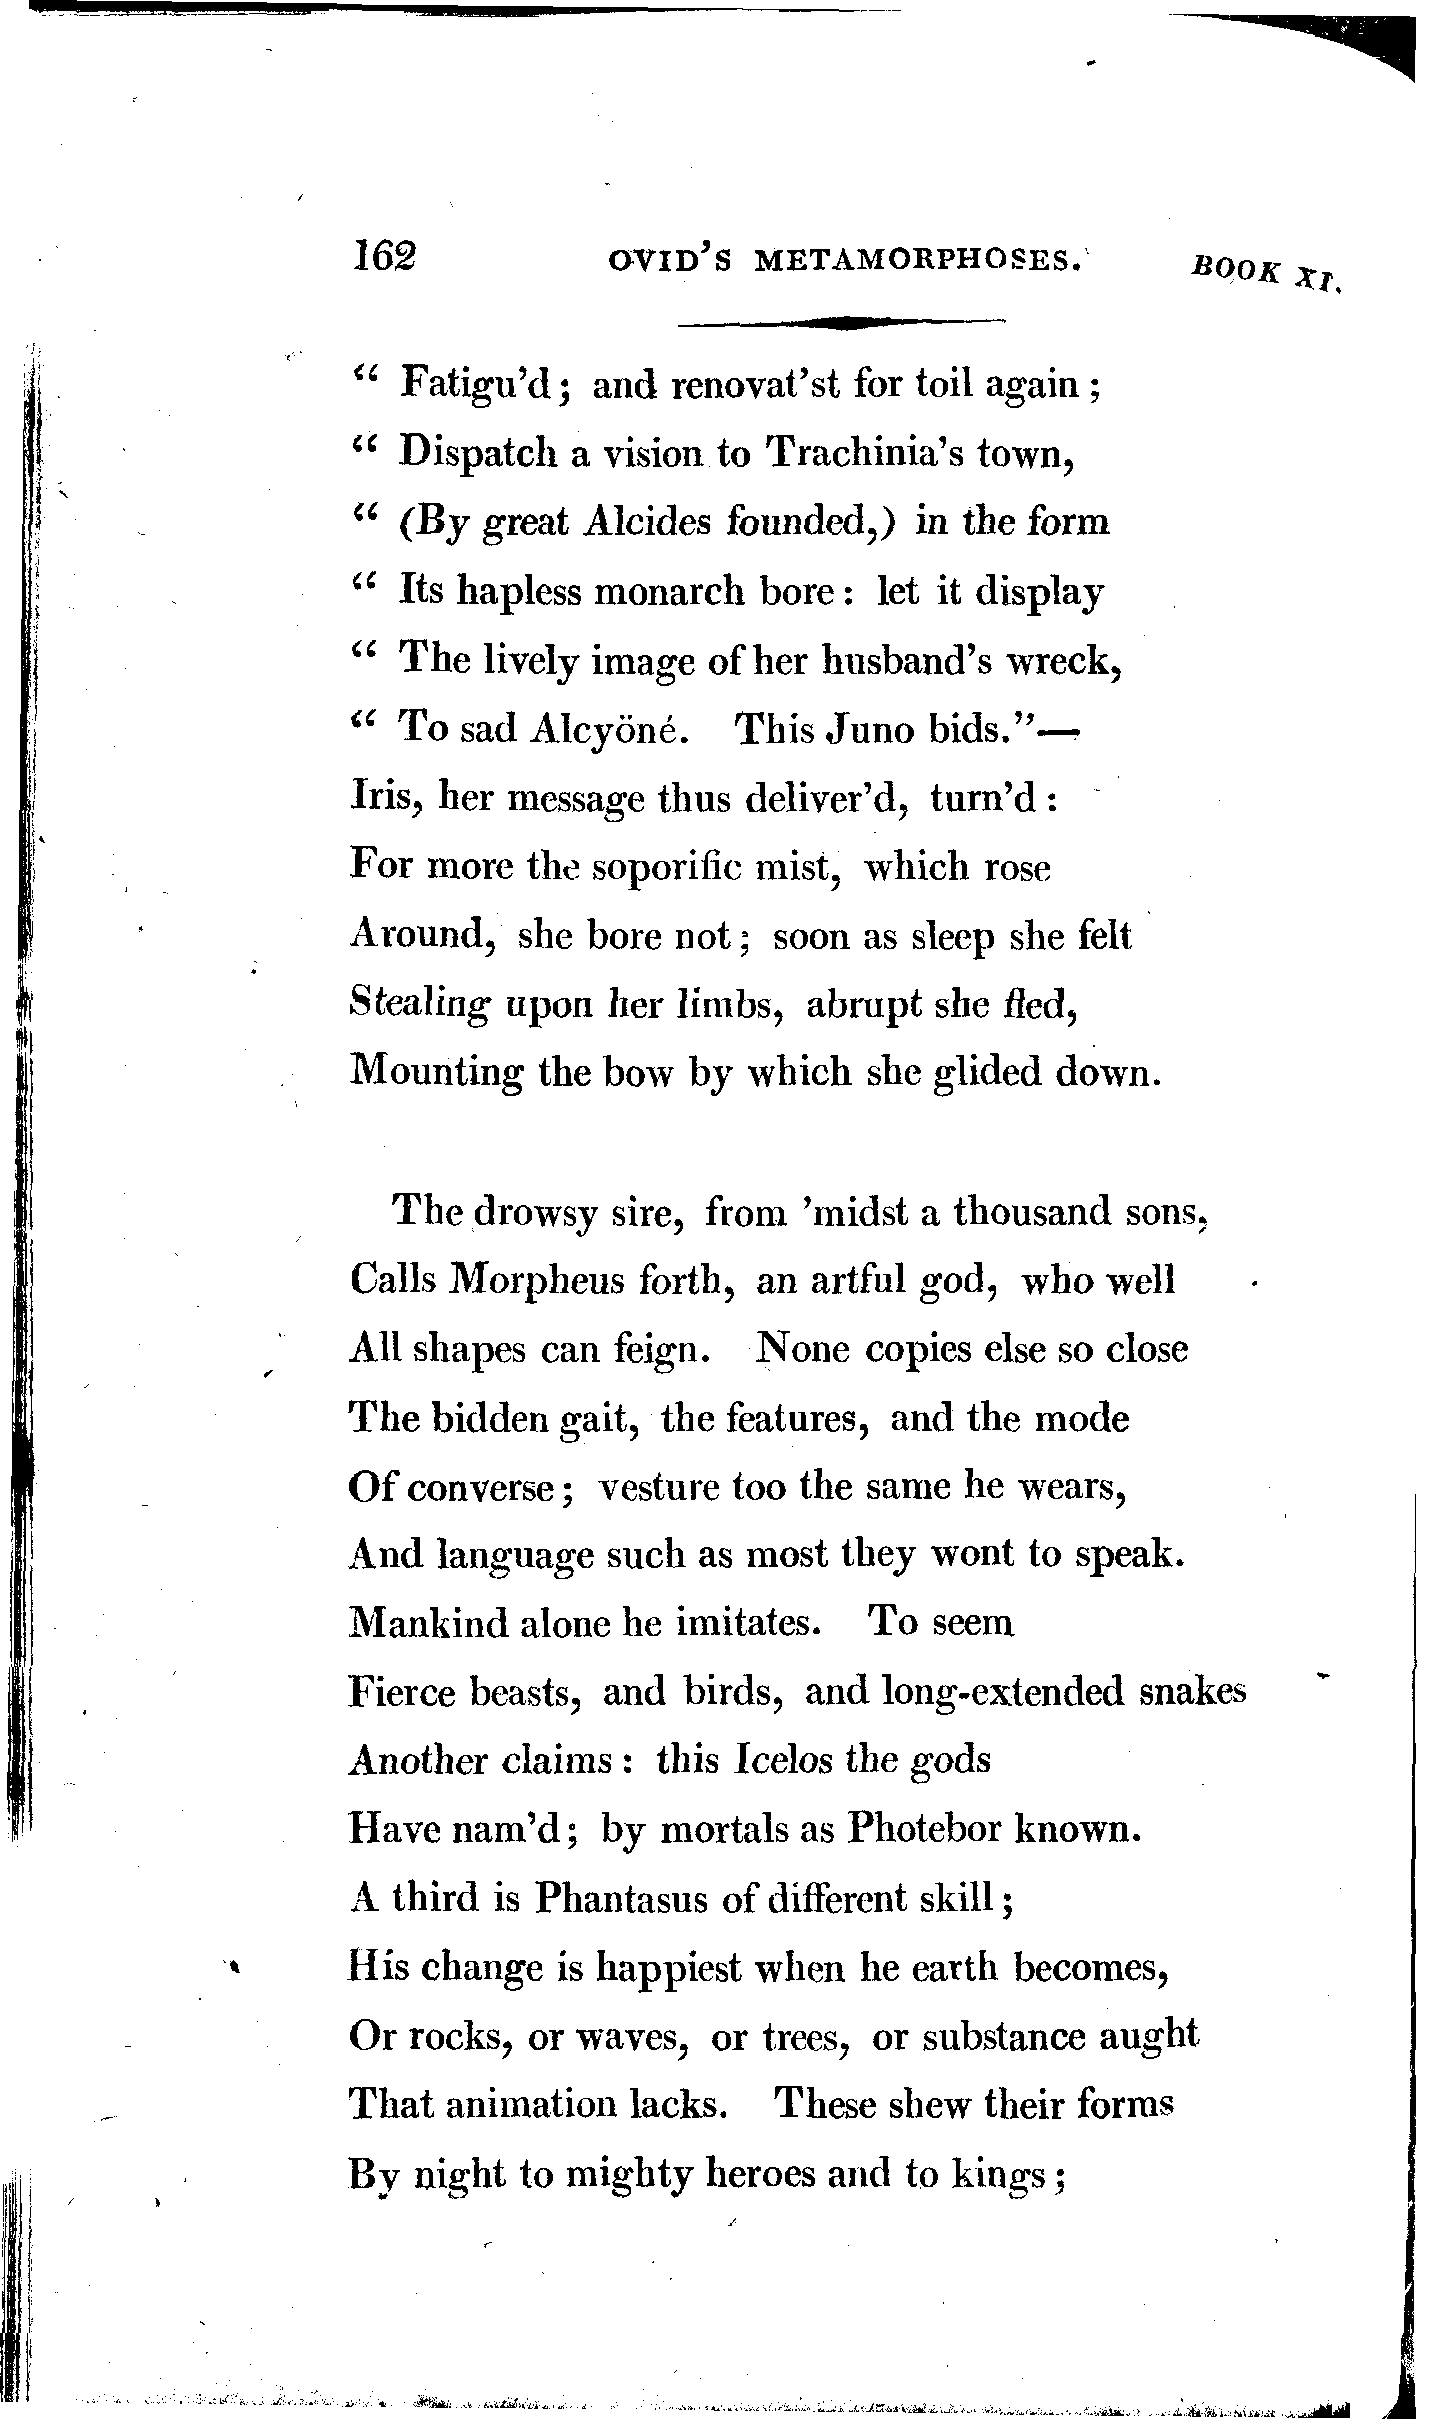 162 OVID'S METAMORPHOSES. BOOK XI.
“ Fatigu'd; and renovat'st for toil again;
“ Dispatch a vision to Trachinia's town,
“ (By great Alcides founded,) in the form
“ Its hapless monarch bore: let it display
“ The lively image of her husband's wreck,
“ To sad Alcyöné. This Juno bids.”—
Iris, her message thus deliver'd, turn'd:
For more the soporific mist, which rose
Around, she bore not; soon as sleep she felt
Stealing upon her limbs, abrupt she fled,
Mounting the bow by which she glided down.
The drowsy sire, from 'midst a thousand sons,
Calls Morpheus forth, an artful god, who well
All shapes can feign. None copies else so close
The bidden gait, the features, and the mode
Of converse; vesture too the same he wears,
And language such as most they wont to speak.
Mankind alone he imitates. To seem
Fierce beasts, and birds, and long-extended snakes
Another claims: this Icelos the gods
Have nam'd; by mortals as Photebor known.
A third is Phantasus of different skill;
His change is happiest when he earth becomes,
Or rocks, or waves, or trees, or substance aught
That animation lacks. These shew their forms
By night to mighty heroes and to kings;